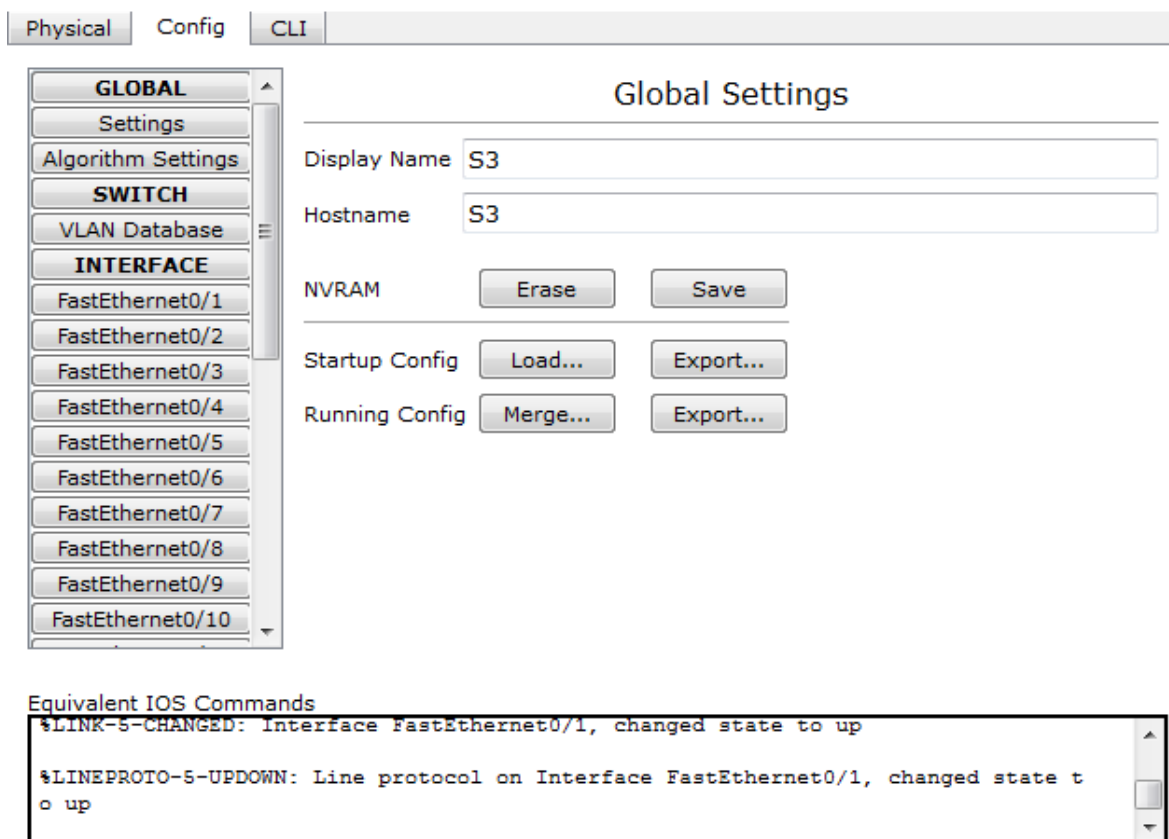 Physical Config CLI
GLOBAL
Settings
Algorithm Settings
SWITCH
VLAN Database
INTERFACE
FastEthernet0/1
FastEthernet0/2
FastEthernet0/3
FastEthernet0/4
FastEthernet0/5
FastEthernet0/6
FastEthernet0/7
FastEthernet0/8
FastEthernet0/9
FastEthernet0/10
Global Settings
Display Name S3
Hostname S3
NVRAM Erase Save
Startup Config Load... Export...
Running Config Merge... Export...
Equivalent IOS Commands
%LINK-5-CHANGED: Interface FastEthernet0/1, changed state to up
%LINEPROTO-5-UPDOWN: Line protocol on Interface FastEthernet0/1, changed state t
o up